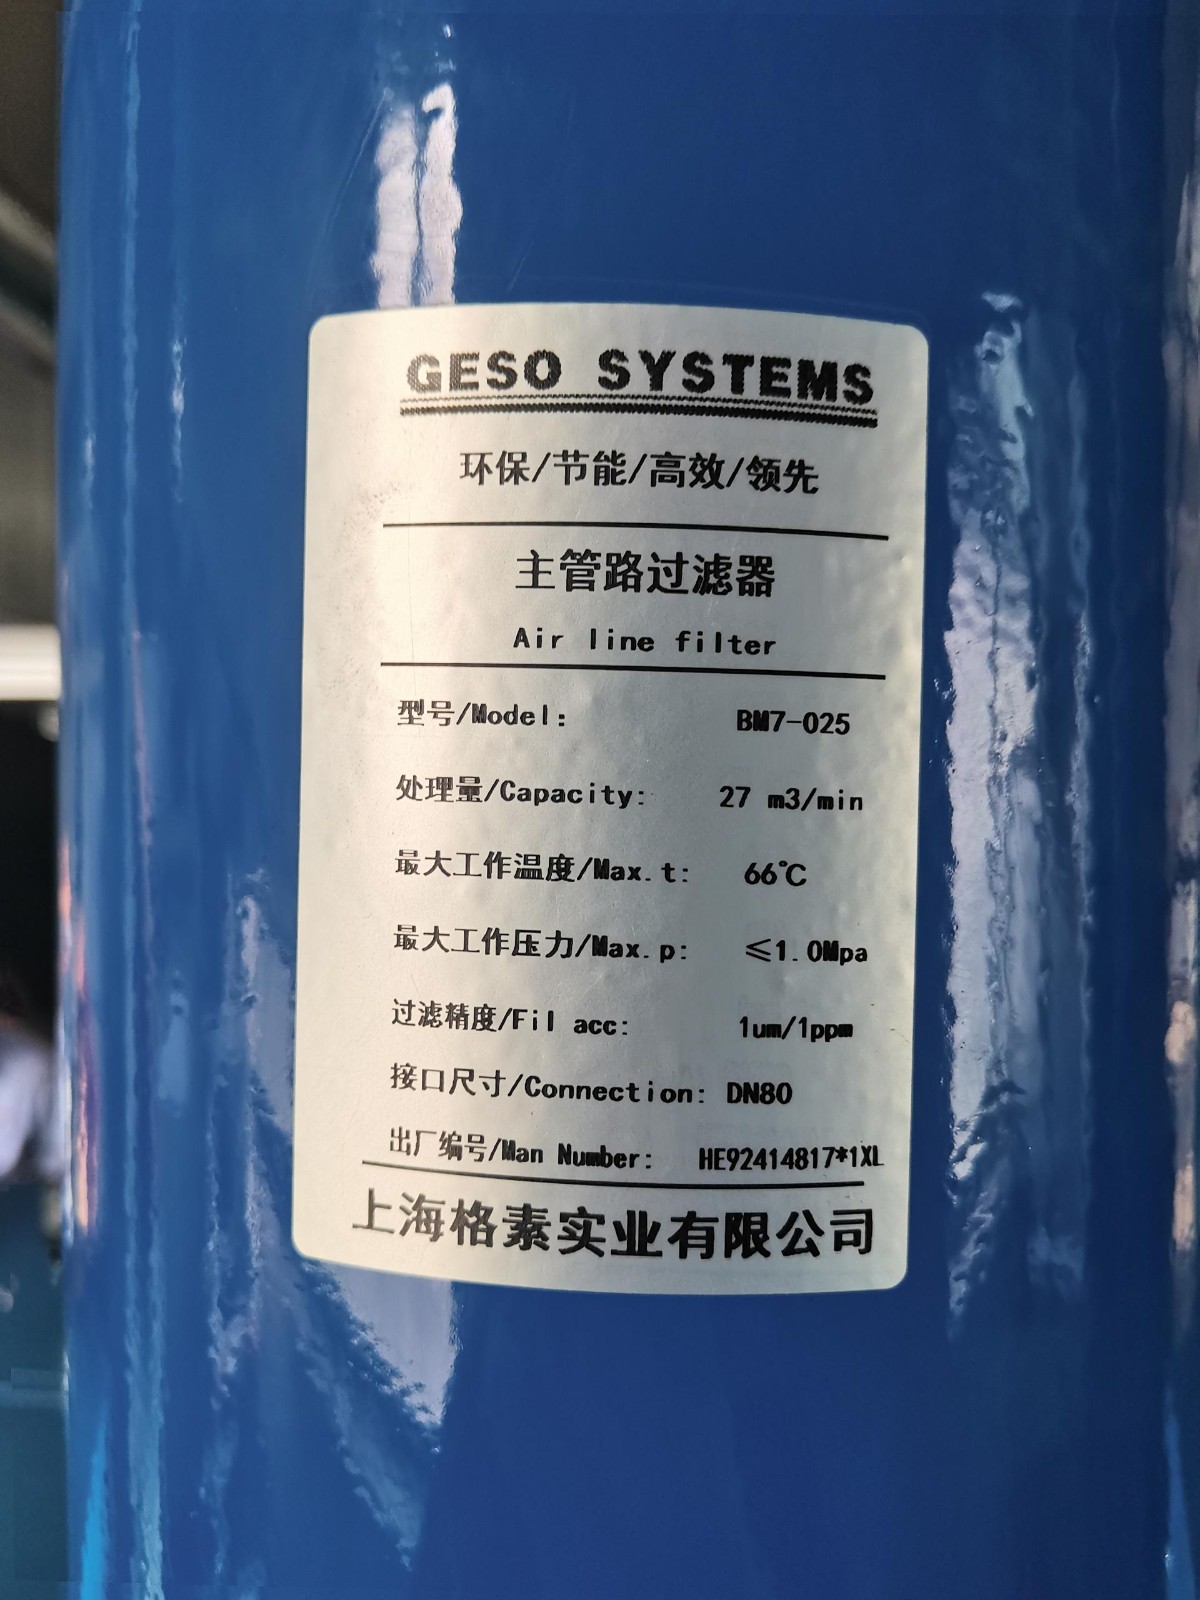 GESO SYSTEMS
环保/节能/高效/领先
主管路过滤器
Air line filter
型号/Model: BM7-025
处理量/Capacity: 27 m3/min
最大工作温度/Max.t: 66℃
最大工作压力/Max.p: ≤1.0Mpa
过滤精度/Fil acc: 1um/1ppm
接口尺寸/Connection: DN80
出厂编号/Man Number: HE92414817*1XL
上海格素实业有限公司